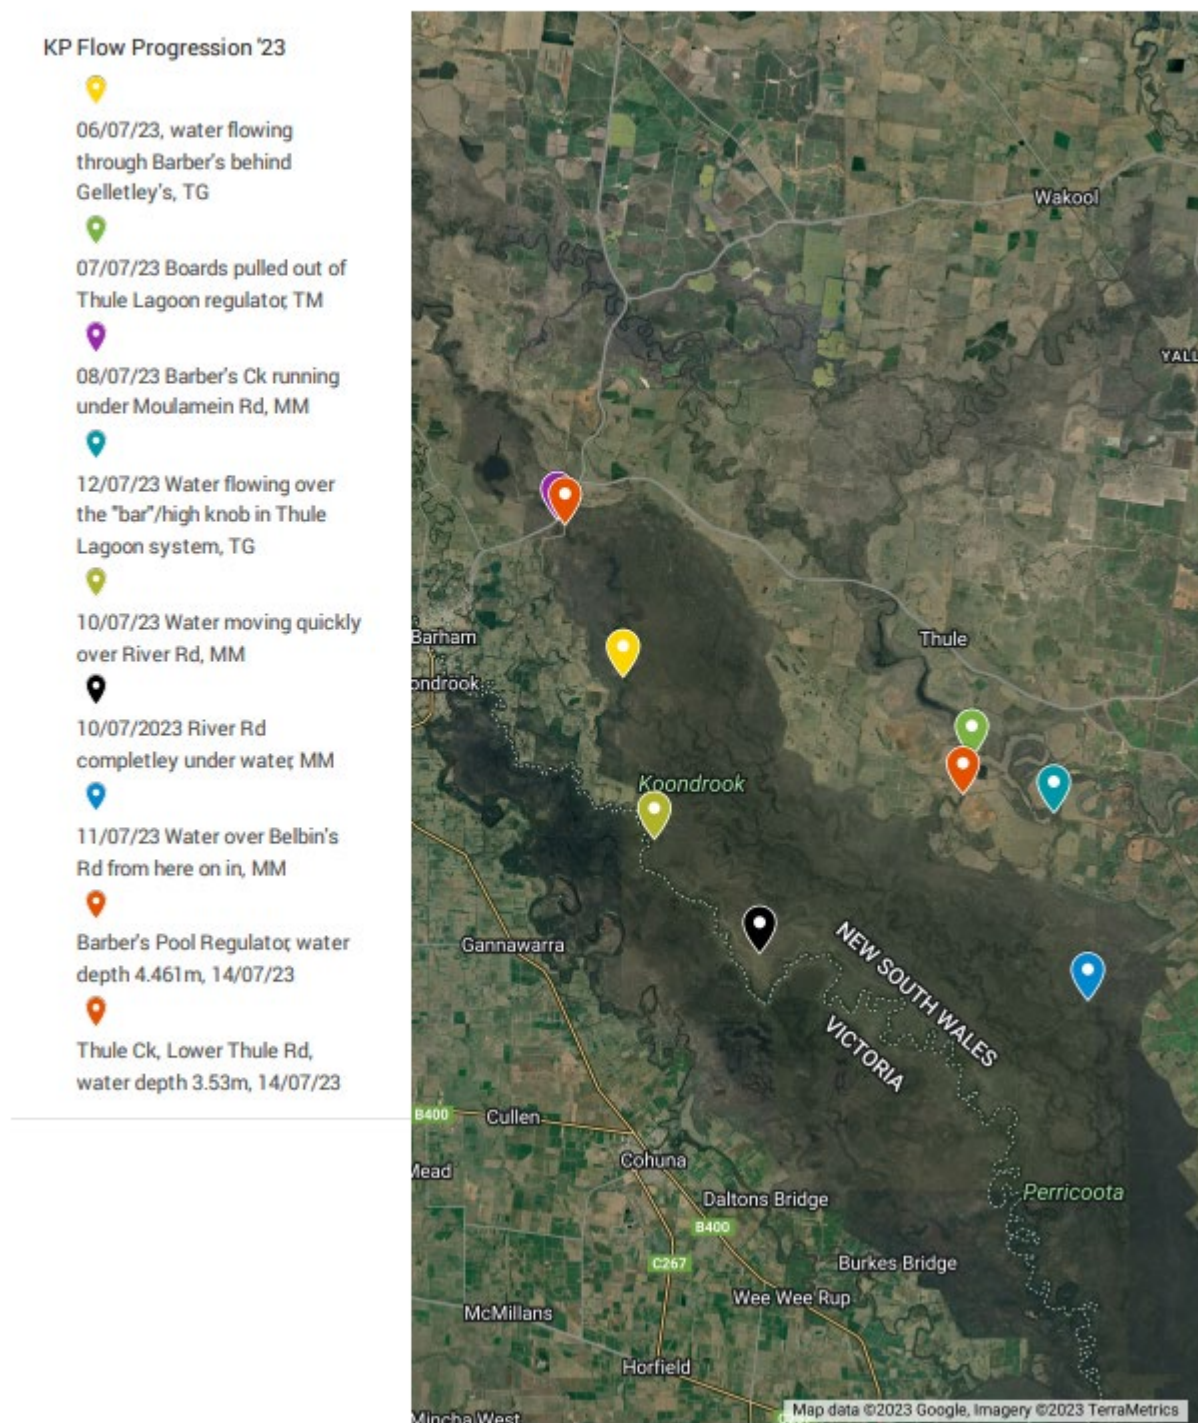 KP Flow Progression '23
06/07/23, water flowing
through Barber's behind
Gelletley's, TG
07/07/23 Boards pulled out of
Thule Lagoon regulator, TM
08/07/23 Barber's Ck running
under Moulamein Rd, MM
12/07/23 Water flowing over
the "bar"/high knob in Thule
Lagoon system, TG
10/07/23 Water moving quickly
over River Rd, MM
10/07/2023 River Rd
completley under water, MM
11/07/23 Water over Belbin's
Rd from here on in, MM
Barber's Pool Regulator, water
depth 4.461m, 14/07/23
Thule Ck, Lower Thule Rd,
water depth 3.53m, 14/07/23
Wakool
YALL
Barham
ondrook
Thule
Koondrook
Gannawarra
NEW SOUTH WALES
VICTORIA
B400
Cullen
Cohuna
Mead
Daltons Bridge
Perricoota
B400
C267
Burkes Bridge
Wee Wee Rup
McMillans
Horfield
Mincha West
Map data ©2023 Google, Imagery ©2023 TerraMetrics